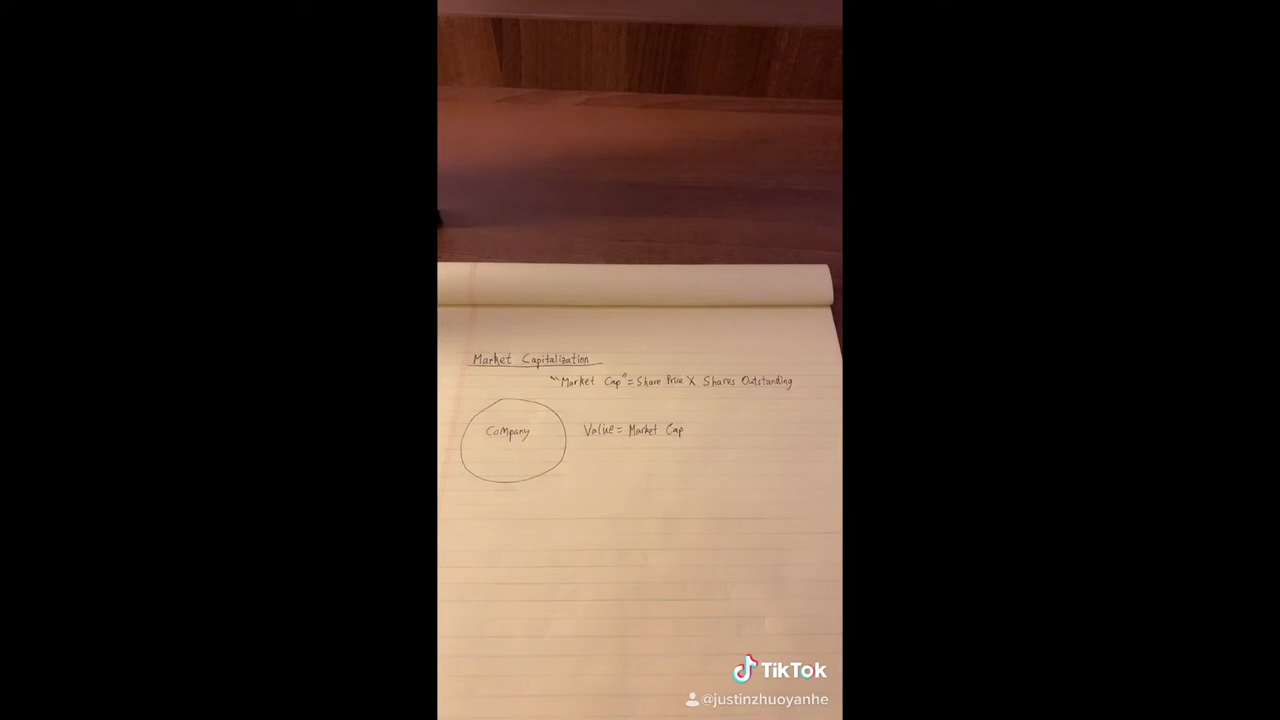 Market Capitalization
"Market Cap" = Share Price X Shares Outstanding
Company
Value = Market Cap
TikTok
@justinzhuoyanhe